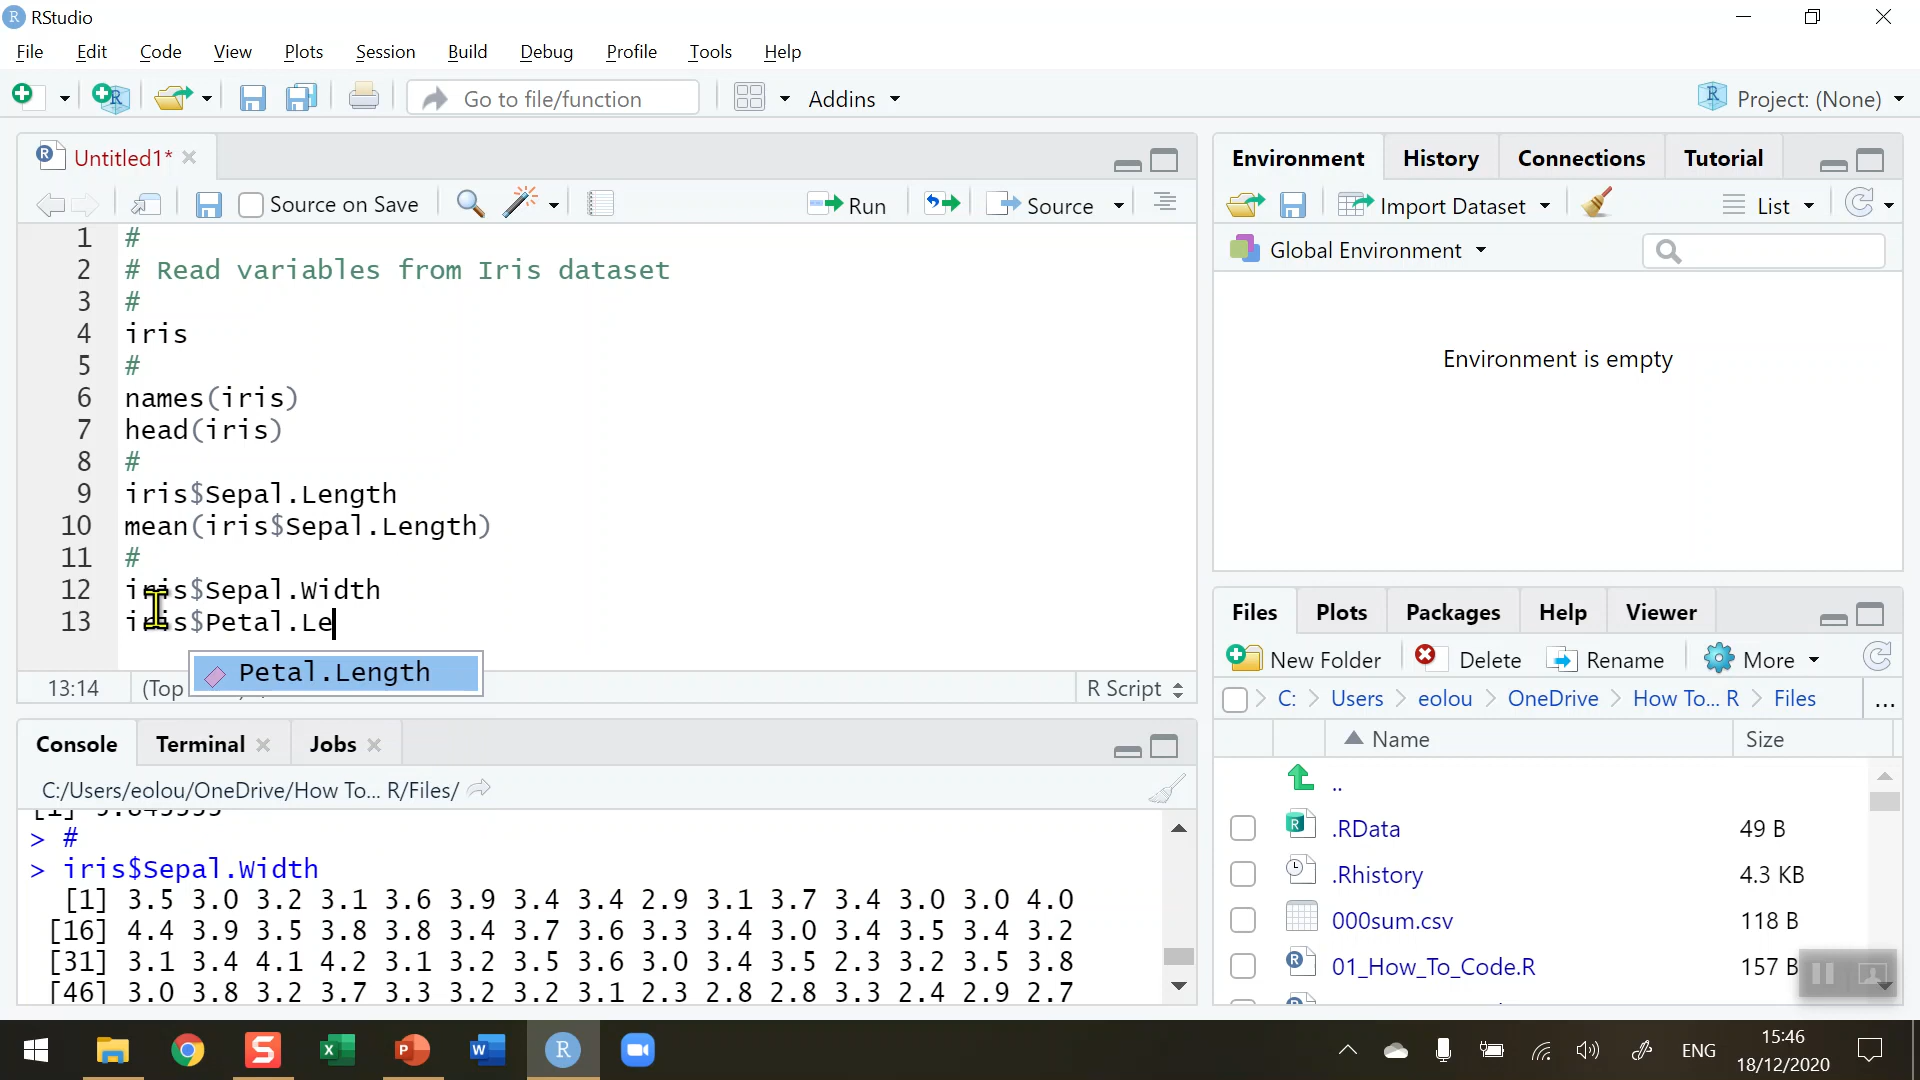 RStudio
File Edit Code View Plots Session Build Debug Profile Tools Help
Go to file/function Addins Project: (None)
Untitled1*
Source on Save Run Source
1 #
2 # Read variables from Iris dataset
3 #
4 iris
5 #
6 names(iris)
7 head(iris)
8 #
9 iris$Sepal.Length
10 mean(iris$Sepal.Length)
11 #
12 iris$Sepal.Width
13 iris$Petal.Le
Petal.Length
13:14 (Top R Script
Console Terminal Jobs
C:/Users/eolou/OneDrive/How To... R/Files/
> #
> iris$Sepal.Width
[1] 3.5 3.0 3.2 3.1 3.6 3.9 3.4 3.4 2.9 3.1 3.7 3.4 3.0 3.0 4.0
[16] 4.4 3.9 3.5 3.8 3.8 3.4 3.7 3.6 3.3 3.4 3.0 3.4 3.5 3.4 3.2
[31] 3.1 3.4 4.1 4.2 3.1 3.2 3.5 3.6 3.0 3.4 3.5 2.3 3.2 3.5 3.8
[46] 3.0 3.8 3.2 3.7 3.3 3.2 3.2 3.1 2.3 2.8 2.8 3.3 2.4 2.9 2.7
Environment History Connections Tutorial
Import Dataset List
Global Environment
Environment is empty
Files Plots Packages Help Viewer
New Folder Delete Rename More
C: > Users > eolou > OneDrive > How To... R > Files ...
Name Size
..
.RData 49 B
.Rhistory 4.3 KB
000sum.csv 118 B
01_How_To_Code.R 157 B
ENG 15:46
18/12/2020